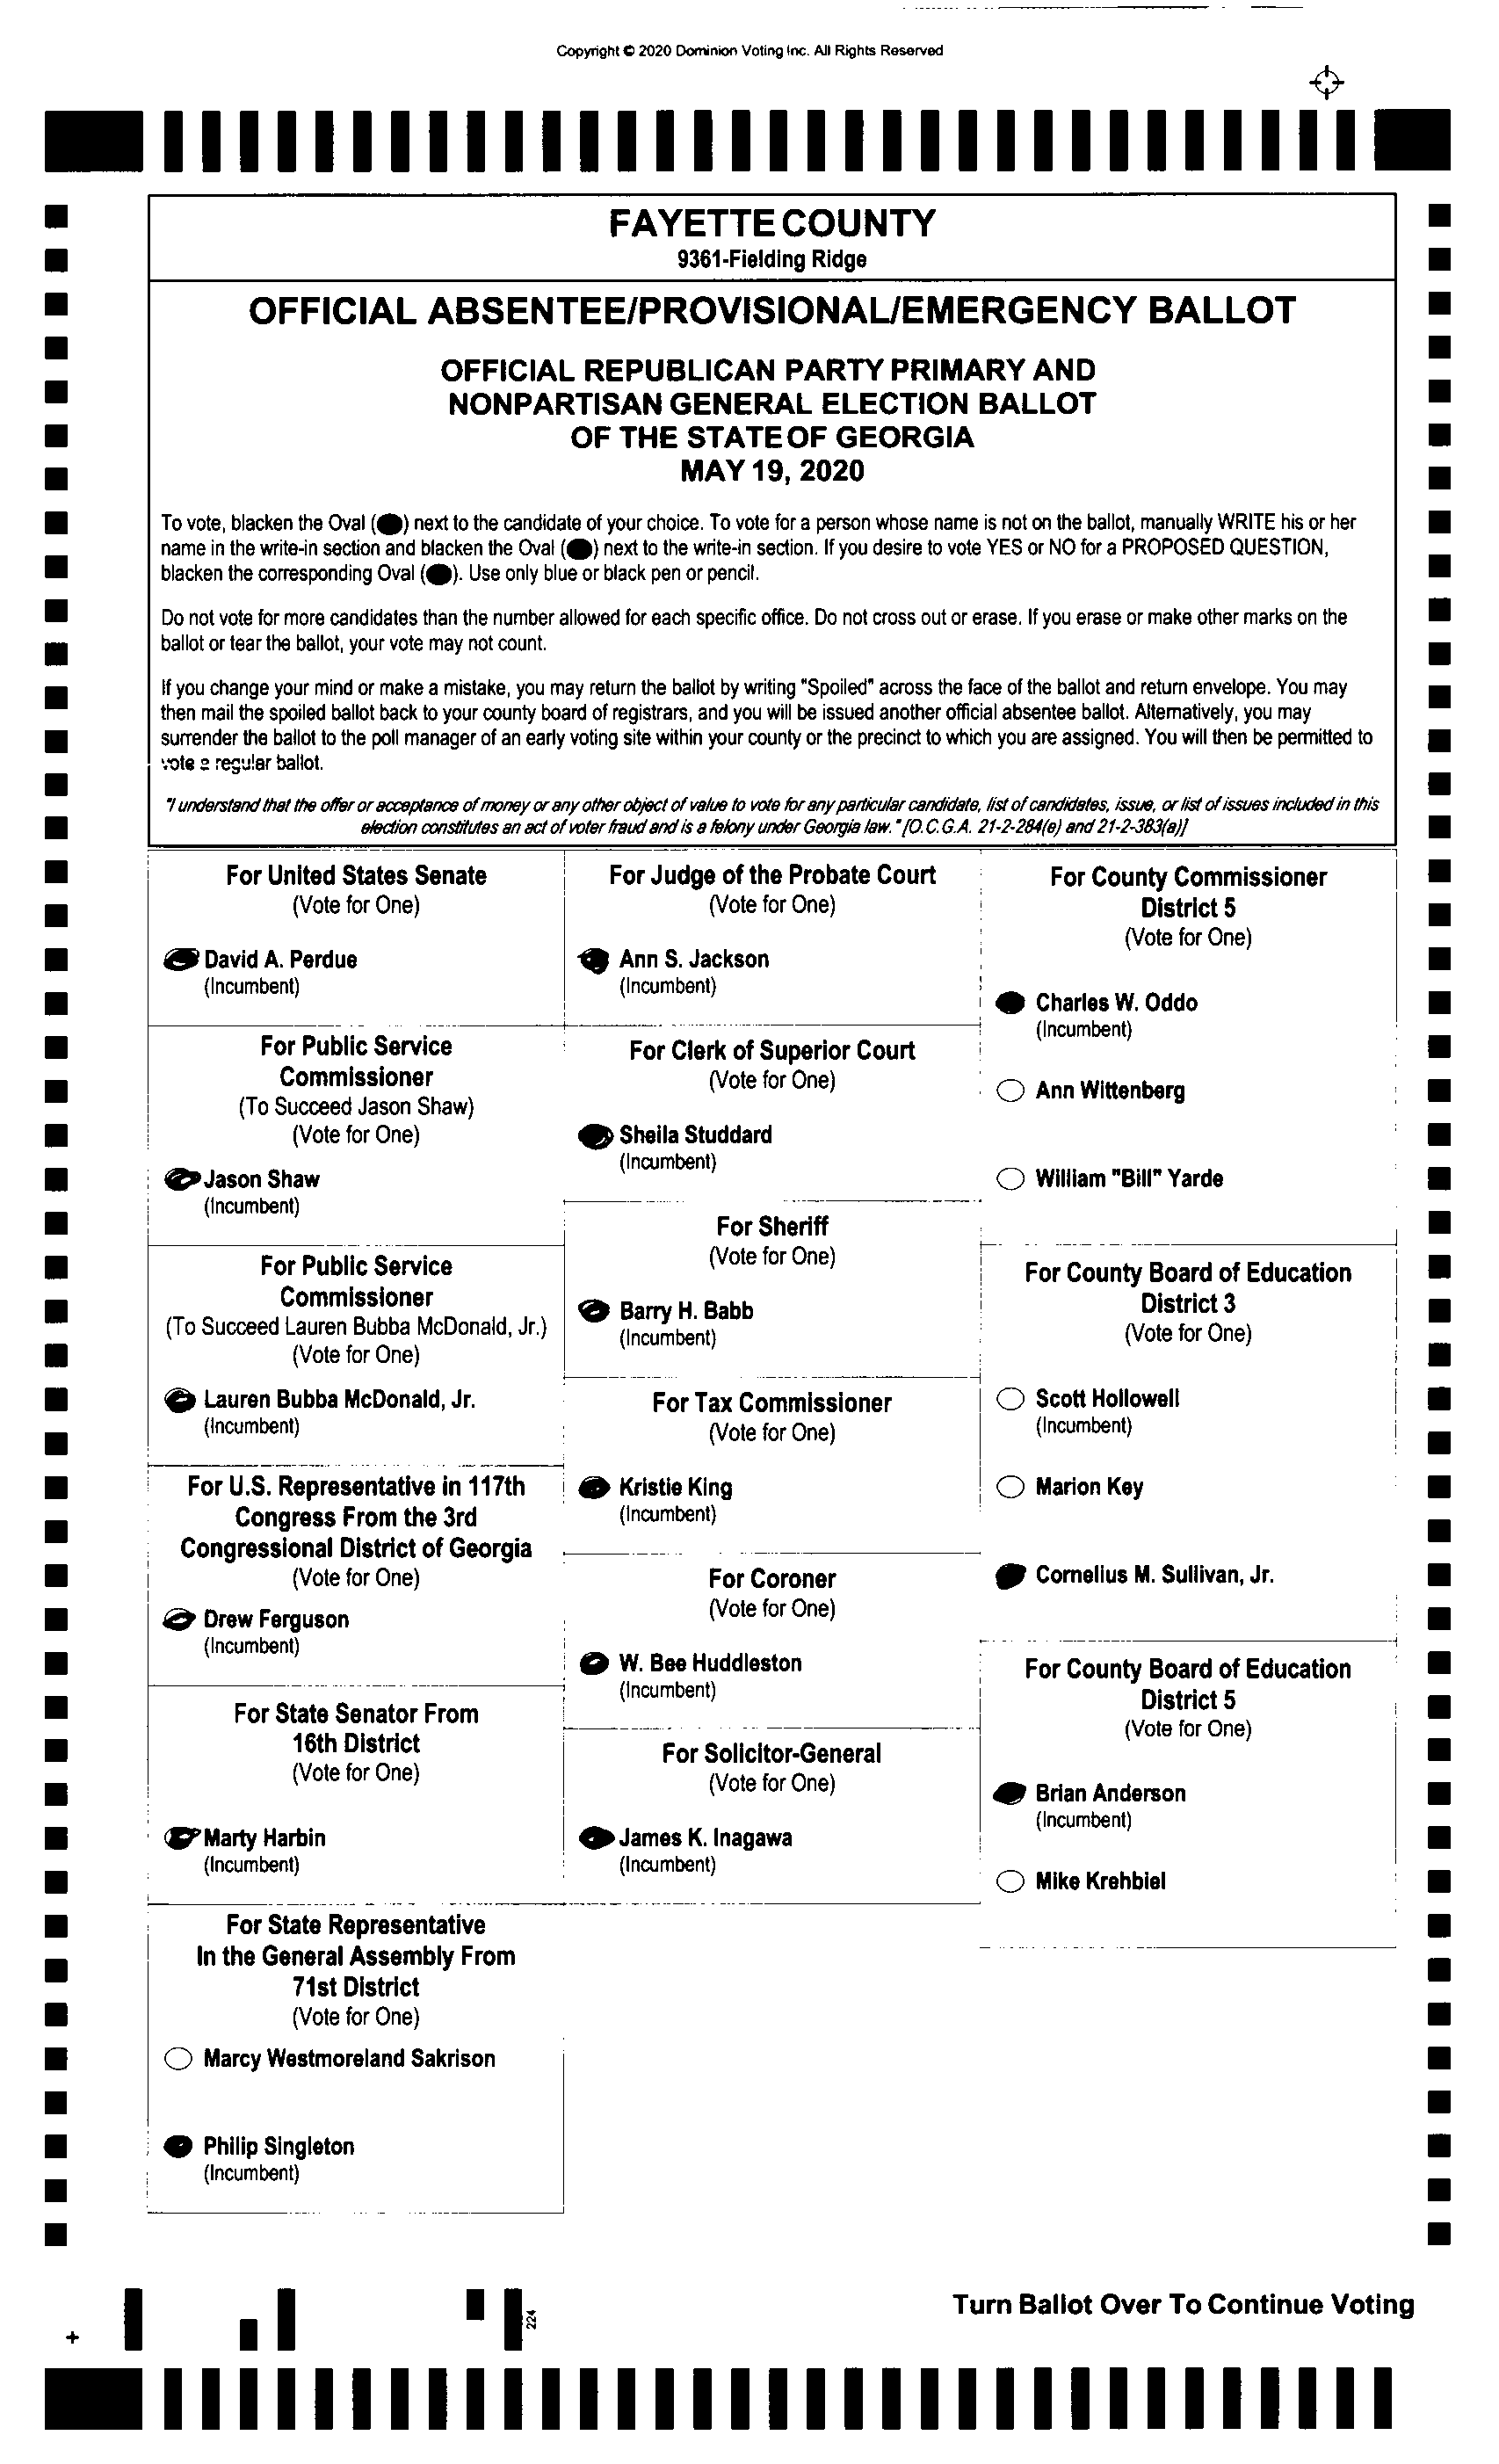 Copyright © 2020 Dominion Voting Inc. All Rights Reserved
FAYETTE COUNTY
9361-Fielding Ridge
OFFICIAL ABSENTEE/PROVISIONAL/EMERGENCY BALLOT
OFFICIAL REPUBLICAN PARTY PRIMARY AND
NONPARTISAN GENERAL ELECTION BALLOT
OF THE STATE OF GEORGIA
MAY 19, 2020
To vote, blacken the Oval ( ) next to the candidate of your choice. To vote for a person whose name is not on the ballot, manually WRITE his or her
name in the write-in section and blacken the Oval ( ) next to the write-in section. If you desire to vote YES or NO for a PROPOSED QUESTION,
blacken the corresponding Oval ( ). Use only blue or black pen or pencil.
Do not vote for more candidates than the number allowed for each specific office. Do not cross out or erase. If you erase or make other marks on the
ballot or tear the ballot, your vote may not count.
If you change your mind or make a mistake, you may return the ballot by writing "Spoiled" across the face of the ballot and return envelope. You may
then mail the spoiled ballot back to your county board of registrars, and you will be issued another official absentee ballot. Alternatively, you may
surrender the ballot to the poll manager of an early voting site within your county or the precinct to which you are assigned. You will then be permitted to
vote a regular ballot.
"I understand that the offer or acceptance of money or any other object of value to vote for any particular candidate, list of candidates, issue, or list of issues included in this
election constitutes an act of voter fraud and is a felony under Georgia law." [O.C.G.A. 21-2-284(e) and 21-2-383(a)]
For United States Senate
(Vote for One)
David A. Perdue
(Incumbent)
For Public Service
Commissioner
(To Succeed Jason Shaw)
(Vote for One)
Jason Shaw
(Incumbent)
For Public Service
Commissioner
(To Succeed Lauren Bubba McDonald, Jr.)
(Vote for One)
Lauren Bubba McDonald, Jr.
(Incumbent)
For U.S. Representative in 117th
Congress From the 3rd
Congressional District of Georgia
(Vote for One)
Drew Ferguson
(Incumbent)
For State Senator From
16th District
(Vote for One)
Marty Harbin
(Incumbent)
For State Representative
In the General Assembly From
71st District
(Vote for One)
Marcy Westmoreland Sakrison
Philip Singleton
(Incumbent)
For Judge of the Probate Court
(Vote for One)
Ann S. Jackson
(Incumbent)
For Clerk of Superior Court
(Vote for One)
Sheila Studdard
(Incumbent)
For Sheriff
(Vote for One)
Barry H. Babb
(Incumbent)
For Tax Commissioner
(Vote for One)
Kristie King
(Incumbent)
For Coroner
(Vote for One)
W. Bee Huddleston
(Incumbent)
For Solicitor-General
(Vote for One)
James K. Inagawa
(Incumbent)
For County Commissioner
District 5
(Vote for One)
Charles W. Oddo
(Incumbent)
Ann Wittenberg
William "Bill" Yarde
For County Board of Education
District 3
(Vote for One)
Scott Hollowell
(Incumbent)
Marion Key
Cornelius M. Sullivan, Jr.
For County Board of Education
District 5
(Vote for One)
Brian Anderson
(Incumbent)
Mike Krehbiel
224
Turn Ballot Over To Continue Voting